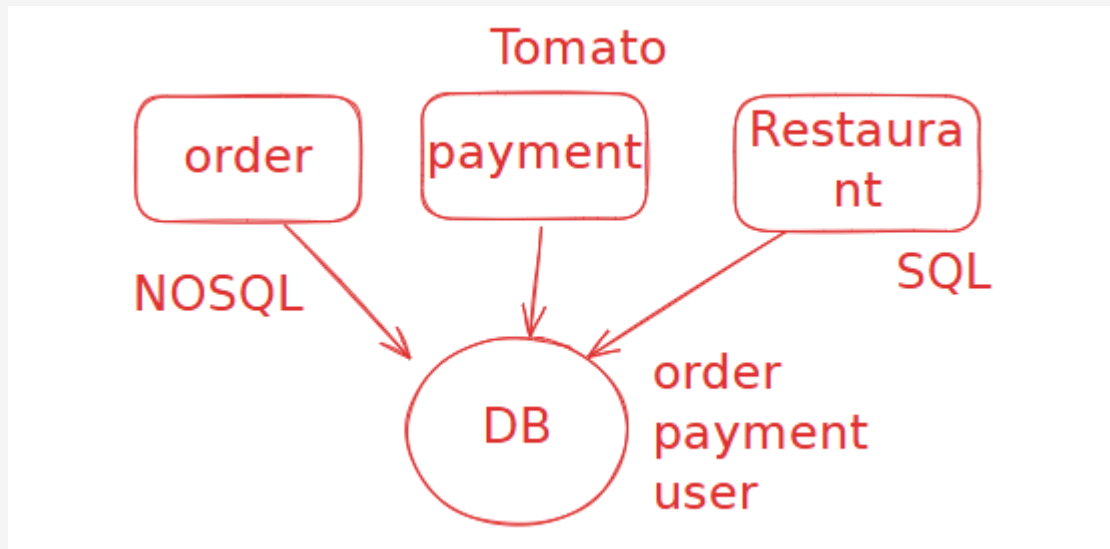 Tomato
order
payment
Restaura
nt
NOSQL
SQL
DB
order
payment
user